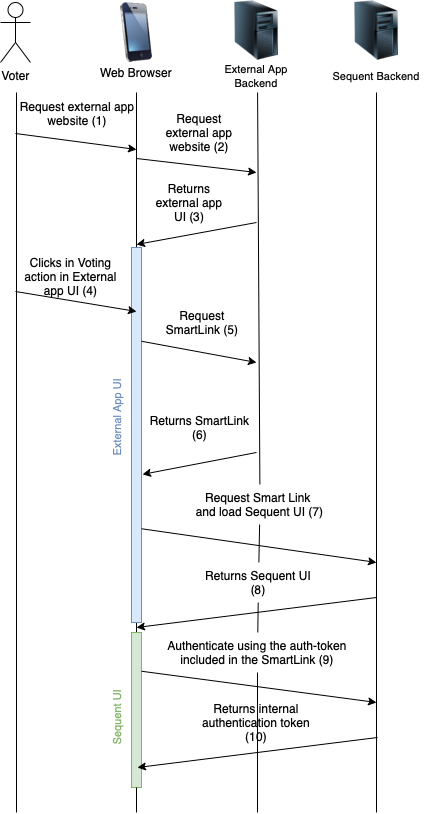 Voter
Web Browser
External App
Backend
Sequent Backend
Request external app
website (1)
Request
external app
website (2)
Returns
external app
UI (3)
Clicks in Voting
action in External
app UI (4)
Request
SmartLink (5)
External App UI
Returns SmartLink
(6)
Request Smart Link
and load Sequent UI (7)
Returns Sequent UI
(8)
Authenticate using the auth-token
included in the SmartLink (9)
Sequent UI
Returns internal
authentication token
(10)